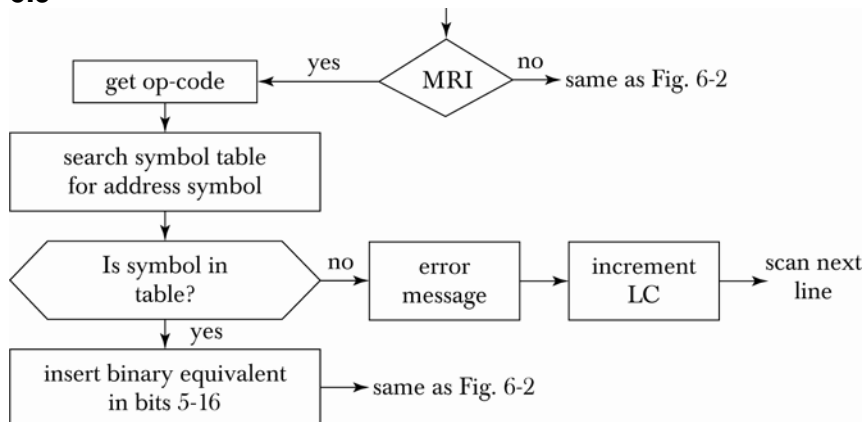 yes
MRI
no
same as Fig. 6-2
get op-code
search symbol table
for address symbol
Is symbol in
table?
no
error
message
increment
LC
scan next
line
yes
insert binary equivalent
in bits 5-16
same as Fig. 6-2